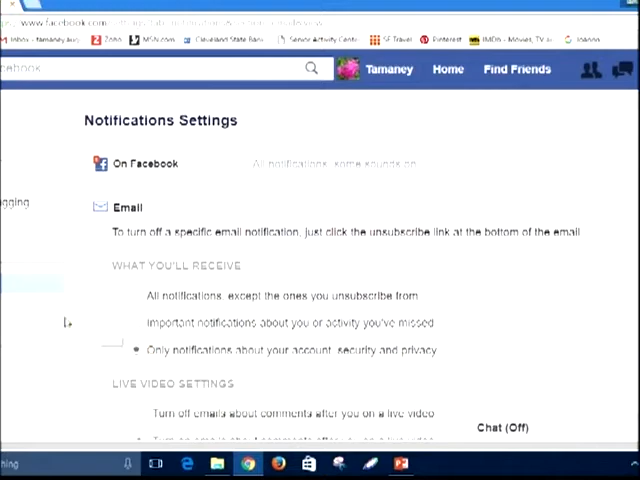 www.facebook.com
Zoho MSN.com Cleveland State Bank Senior Activity Cente SE Travel Pinterest IMDb - Movies, TV a
cebook Tamaney Home Find Friends
Notifications Settings
On Facebook All notifications, some sounds on
gging
Email
To turn off a specific email notification, just click the unsubscribe link at the bottom of the email
WHAT YOU'LL RECEIVE
All notifications, except the ones you unsubscribe from
Important notifications about you or activity you've missed
Only notifications about your account, security and privacy
LIVE VIDEO SETTINGS
Turn off emails about comments after you on a live video
Chat (Off)
hing